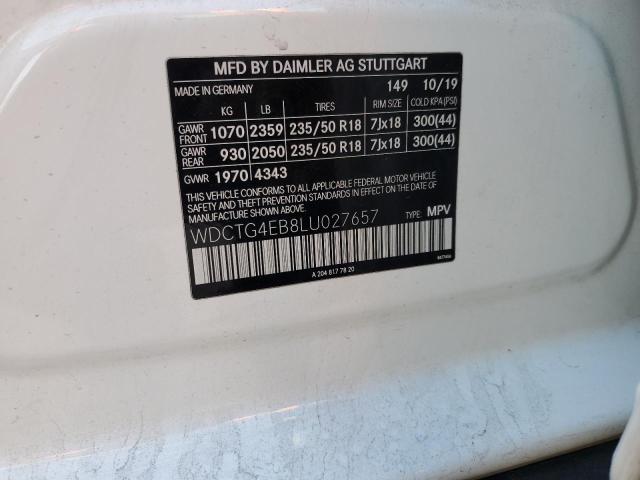 MFD BY DAIMLER AG STUTTGART
MADE IN GERMANY 149 10/19
KG LB TIRES RIM SIZE COLD KPA(PSI)
GAWR FRONT 1070 2359 235/50 R18 7Jx18 300(44)
GAWR REAR 930 2050 235/50 R18 7Jx18 300(44)
GVWR 1970 4343
THIS VEHICLE CONFORMS TO ALL APPLICABLE FEDERAL MOTOR VEHICLE
SAFETY AND THEFT PREVENTION STANDARDS IN EFFECT ON THE DATE OF
MANUFACTURE SHOWN ABOVE.
WDCTG4EB8LU027657 TYPE: MPV
A 204 817 78 20